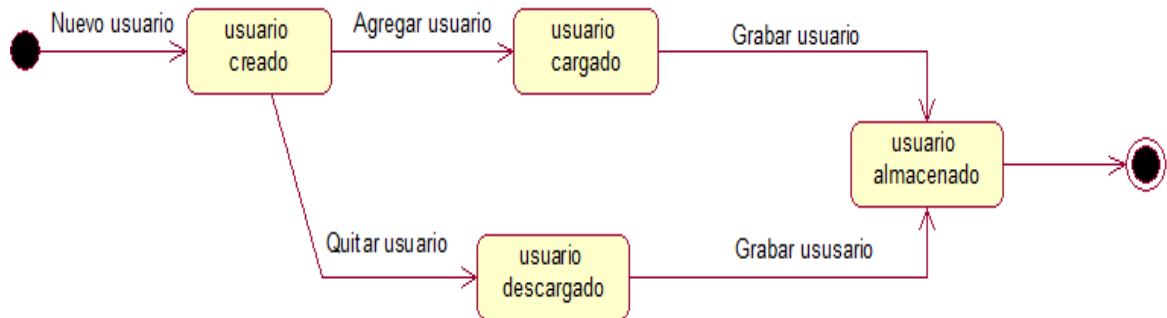 Nuevo usuario
usuario
creado
Agregar usuario
usuario
cargado
Grabar usuario
usuario
almacenado
Quitar usuario
usuario
descargado
Grabar ususario